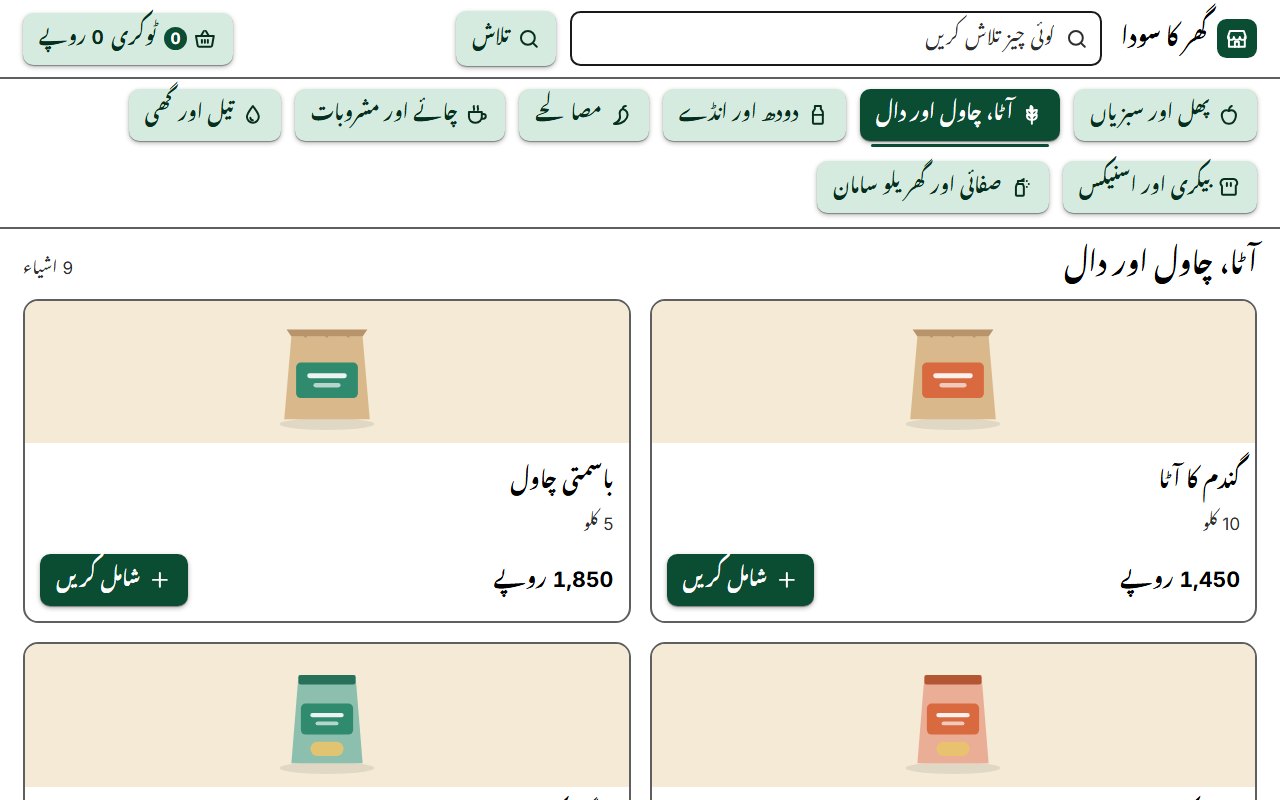 گھر کا سودا
کوئی چیز تلاش کریں
تلاش
ٹوکری 0 0 روپے
پھل اور سبزیاں
آٹا، چاول اور دال
دودھ اور انڈے
مصالحے
چائے اور مشروبات
تیل اور گھی
بیکری اور اسنیکس
صفائی اور گھریلو سامان
آٹا، چاول اور دال
9 اشیاء
گندم کا آٹا
10 کلو
1,450 روپے
شامل کریں
باسمتی چاول
5 کلو
1,850 روپے
شامل کریں